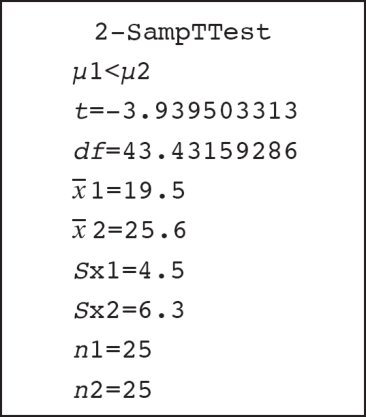 2-SampTTest
μ1<μ2
t=-3.939503313
df=43.43159286
x̅1=19.5
x̅2=25.6
Sx1=4.5
Sx2=6.3
n1=25
n2=25